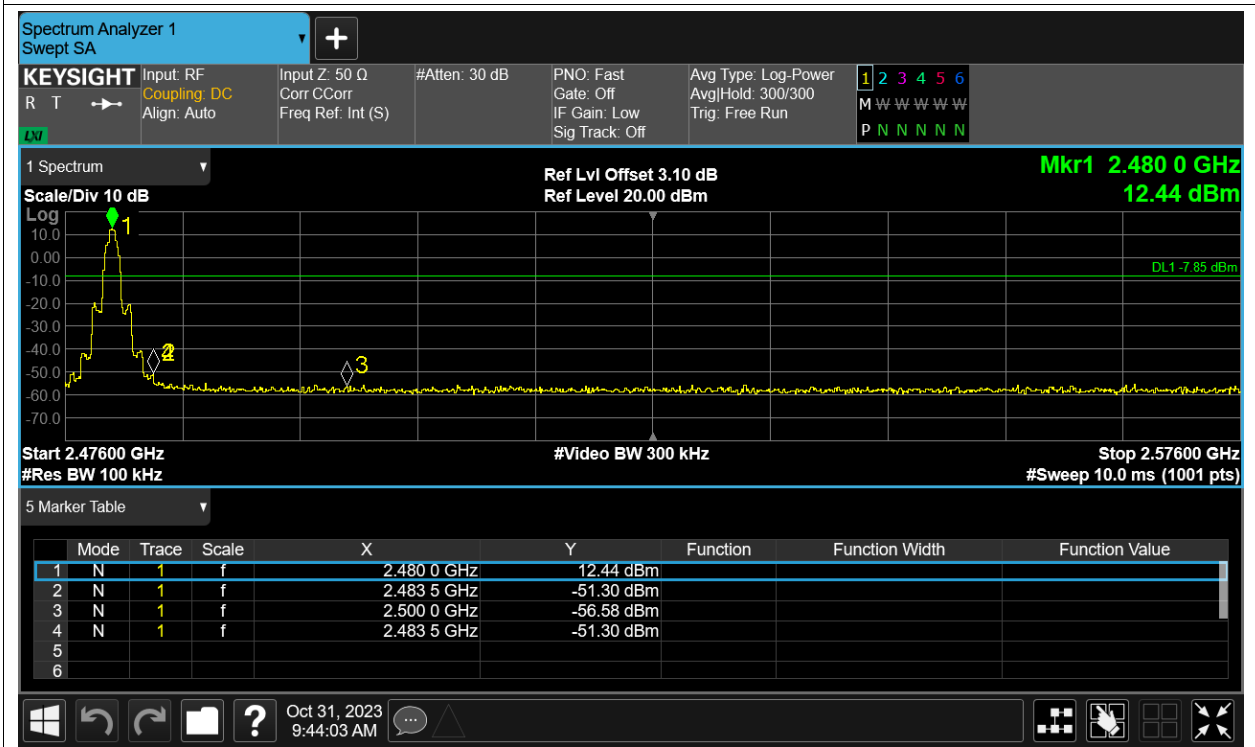 Spectrum Analyzer 1
Swept SA
+
KEYSIGHT
R T
LXI
Input: RF
Coupling: DC
Align: Auto
Input Z: 50 Ω
Corr CCorr
Freq Ref: Int (S)
#Atten: 30 dB
PNO: Fast
Gate: Off
IF Gain: Low
Sig Track: Off
Avg Type: Log-Power
Avg|Hold: 300/300
Trig: Free Run
1 2 3 4 5 6
M W W W W W
P N N N N N
1 Spectrum
Scale/Div 10 dB
Ref Lvl Offset 3.10 dB
Ref Level 20.00 dBm
Mkr1 2.480 0 GHz
12.44 dBm
Log
10.0
0.00
-10.0
-20.0
-30.0
-40.0
-50.0
-60.0
-70.0
1
DL1 -7.85 dBm
3
Start 2.47600 GHz
#Video BW 300 kHz
Stop 2.57600 GHz
#Res BW 100 kHz
#Sweep 10.0 ms (1001 pts)
5 Marker Table
Mode Trace Scale X Y Function Function Width Function Value
1 N 1 f 2.480 0 GHz 12.44 dBm
2 N 1 f 2.483 5 GHz -51.30 dBm
3 N 1 f 2.500 0 GHz -56.58 dBm
4 N 1 f 2.483 5 GHz -51.30 dBm
5
6
?
Oct 31, 2023
9:44:03 AM